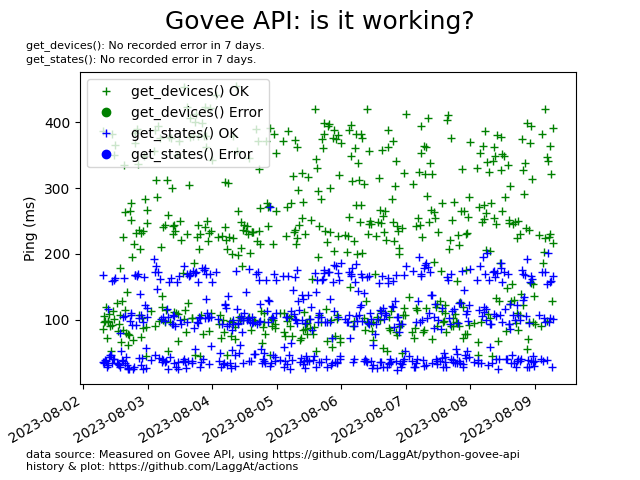 Govee API: is it working?
get_devices(): No recorded error in 7 days.
get_states(): No recorded error in 7 days.
get_devices() OK
get_devices() Error
get_states() OK
get_states() Error
Ping (ms)
400
300
200
100
2023-08-02
2023-08-03
2023-08-04
2023-08-05
2023-08-06
2023-08-07
2023-08-08
2023-08-09
data source: Measured on Govee API, using https://github.com/LaggAt/python-govee-api
history & plot: https://github.com/LaggAt/actions